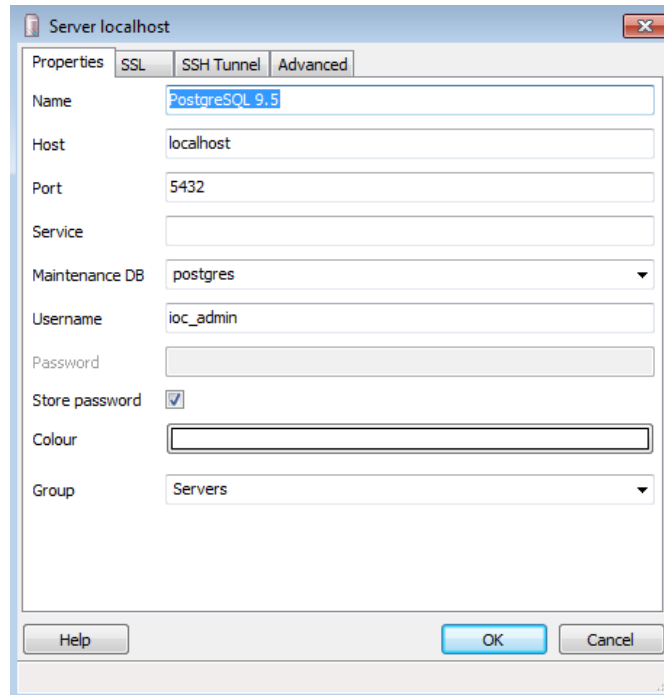 Server localhost
Properties SSL SSH Tunnel Advanced
Name PostgreSQL 9.5
Host localhost
Port 5432
Service
Maintenance DB postgres
Username ioc_admin
Password
Store password
Colour
Group Servers
Help OK Cancel